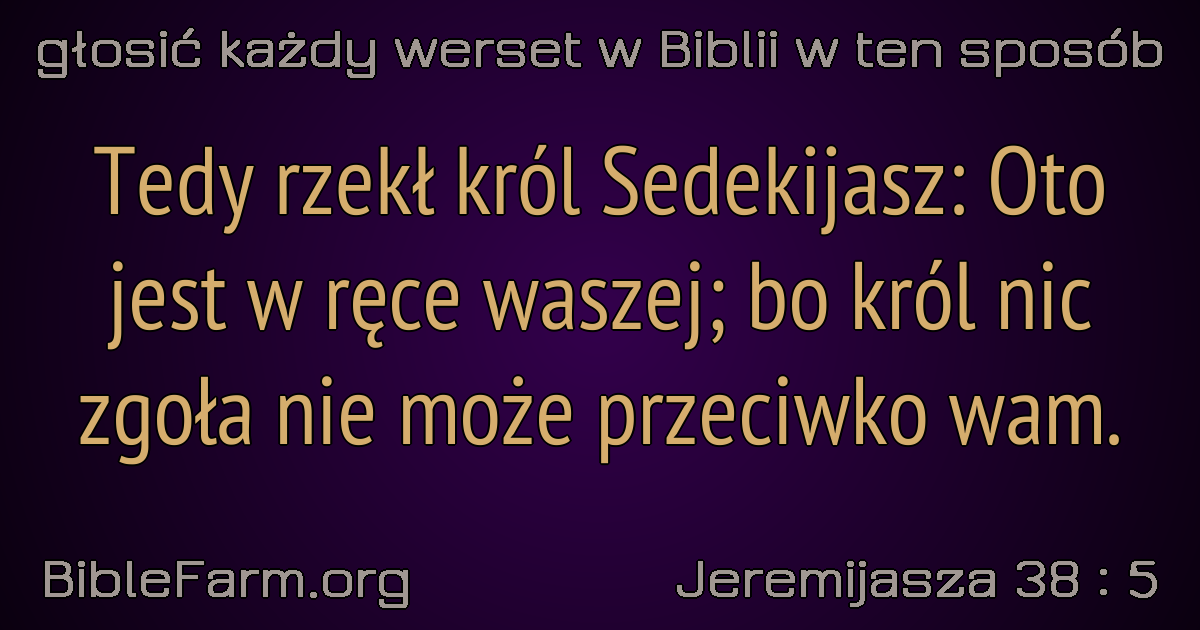 głosić każdy werset w Biblii w ten sposób
Tedy rzekł król Sedekijasz: Oto
jest w ręce waszej; bo król nic
zgoła nie może przeciwko wam.
BibleFarm.org
Jeremijasza 38 : 5